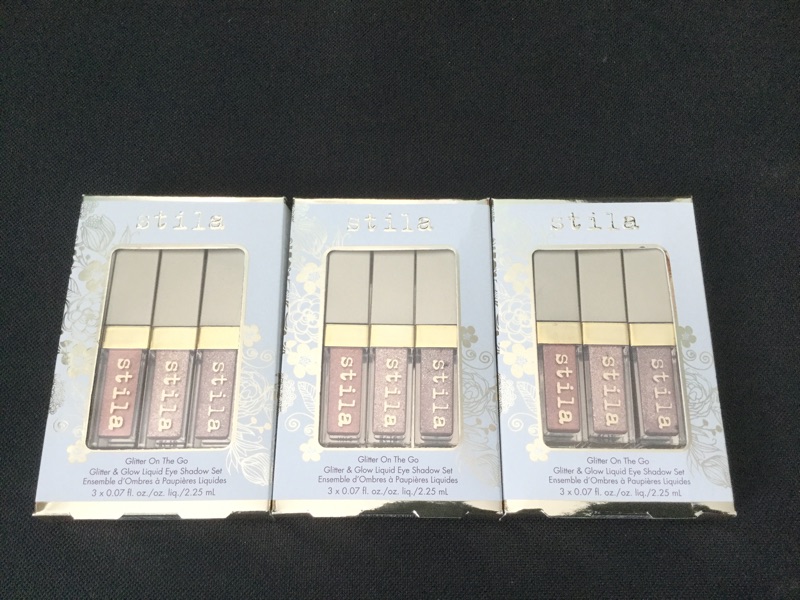 stila
stila
stila
stila
Glitter On The Go
Glitter & Glow Liquid Eye Shadow Set
Ensemble d'Ombres à Paupières Liquides
3 x 0.07 fl. oz./oz. liq./2.25 mL
stila
stila
stila
stila
Glitter On The Go
Glitter & Glow Liquid Eye Shadow Set
Ensemble d'Ombres à Paupières Liquides
3 x 0.07 fl. oz./oz. liq./2.25 mL
stila
stila
stila
stila
Glitter On The Go
Glitter & Glow Liquid Eye Shadow Set
Ensemble d'Ombres à Paupières Liquides
3 x 0.07 fl. oz./oz. liq./2.25 mL